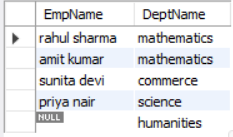 EmpName DeptName
rahul sharma mathematics
amit kumar mathematics
sunita devi commerce
priya nair science
NULL humanities